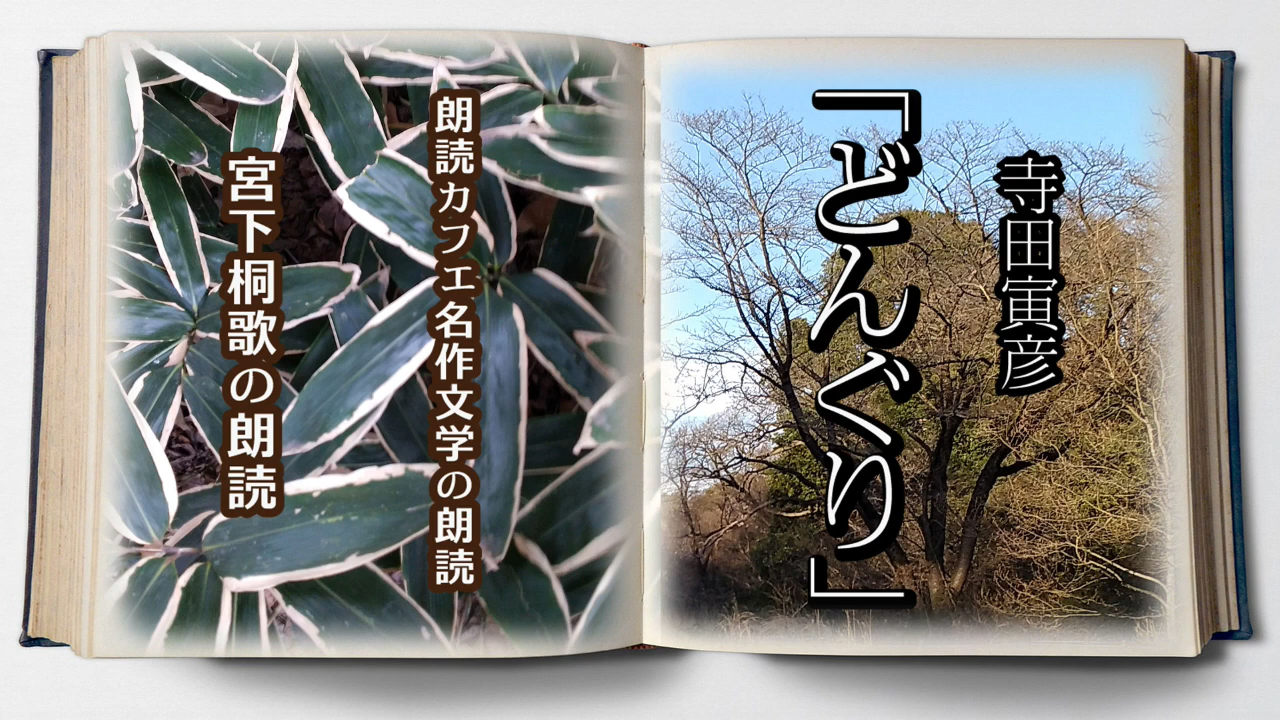 寺田寅彦
「どんぐり」
朗読カフェ名作文学の朗読
宮下桐歌の朗読